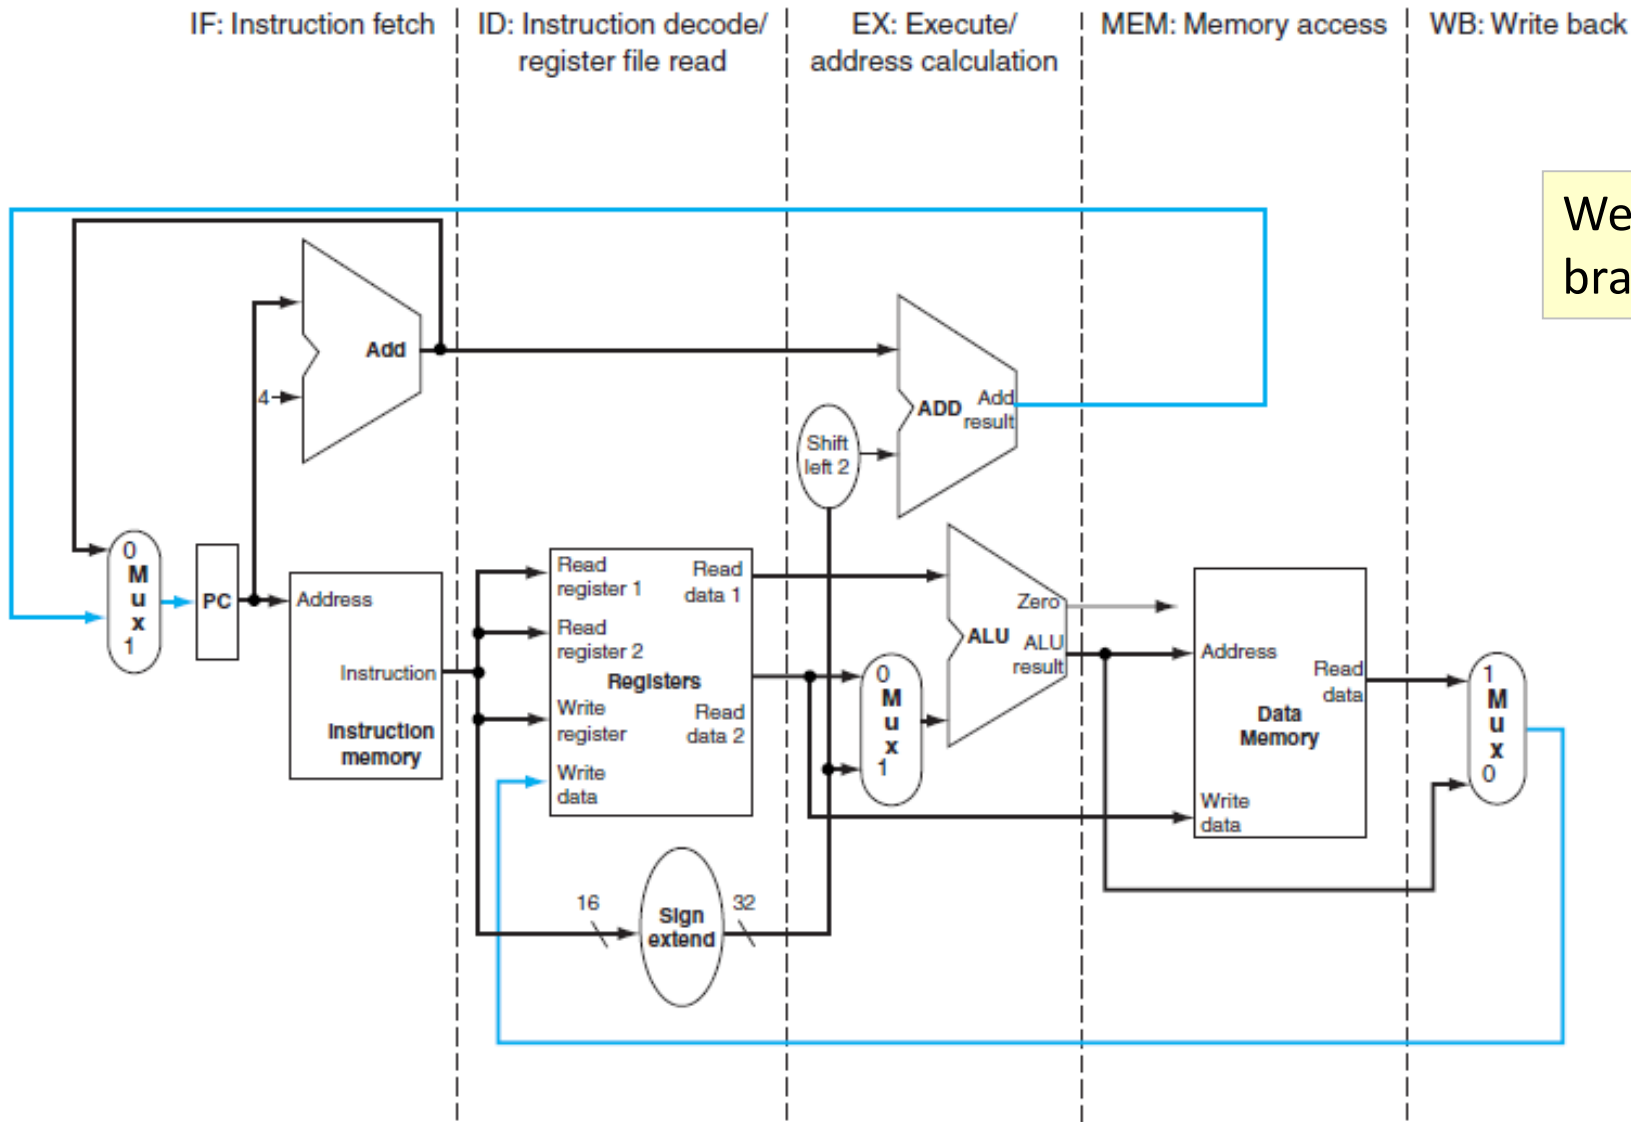 IF: Instruction fetch
ID: Instruction decode/
register file read
EX: Execute/
address calculation
MEM: Memory access
WB: Write back
We
bra
Add
4
ADD
Add
result
Shift
left 2
0
M
u
x
1
PC
Address
Instruction
Instruction
memory
Read
register 1
Read
data 1
Read
register 2
Registers
Write
register
Read
data 2
Write
data
0
M
u
x
1
Zero
ALU
ALU
result
Address
Read
data
Data
Memory
Write
data
1
M
u
x
0
16
Sign
extend
32